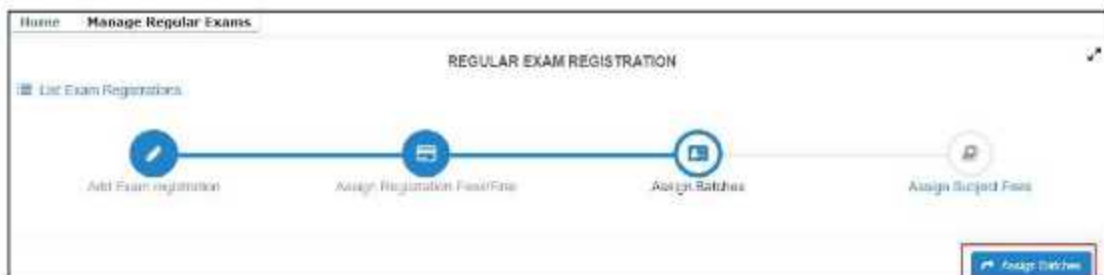 Home Manage Regular Exams
REGULAR EXAM REGISTRATION
List Exam Registrations
Add Exam registration Assign Registration Fees/Fine Assign Batches Assign Subject Fees
Assign Batches